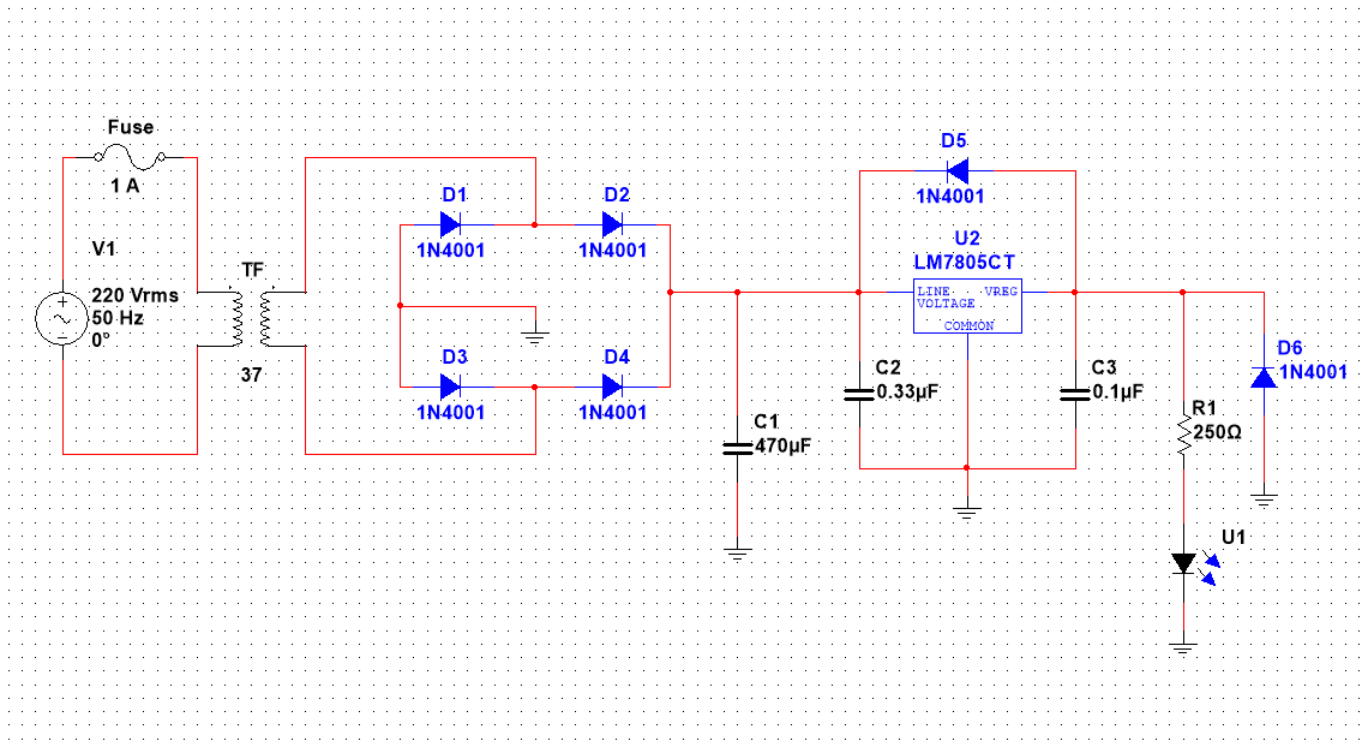 Fuse
1 A
V1
220 Vrms
50 Hz
0°
TF
37
D1
1N4001
D2
1N4001
D3
1N4001
D4
1N4001
C1
470µF
D5
1N4001
U2
LM7805CT
LINE
VOLTAGE
VREG
COMMON
C2
0.33µF
C3
0.1µF
R1
250Ω
D6
1N4001
U1